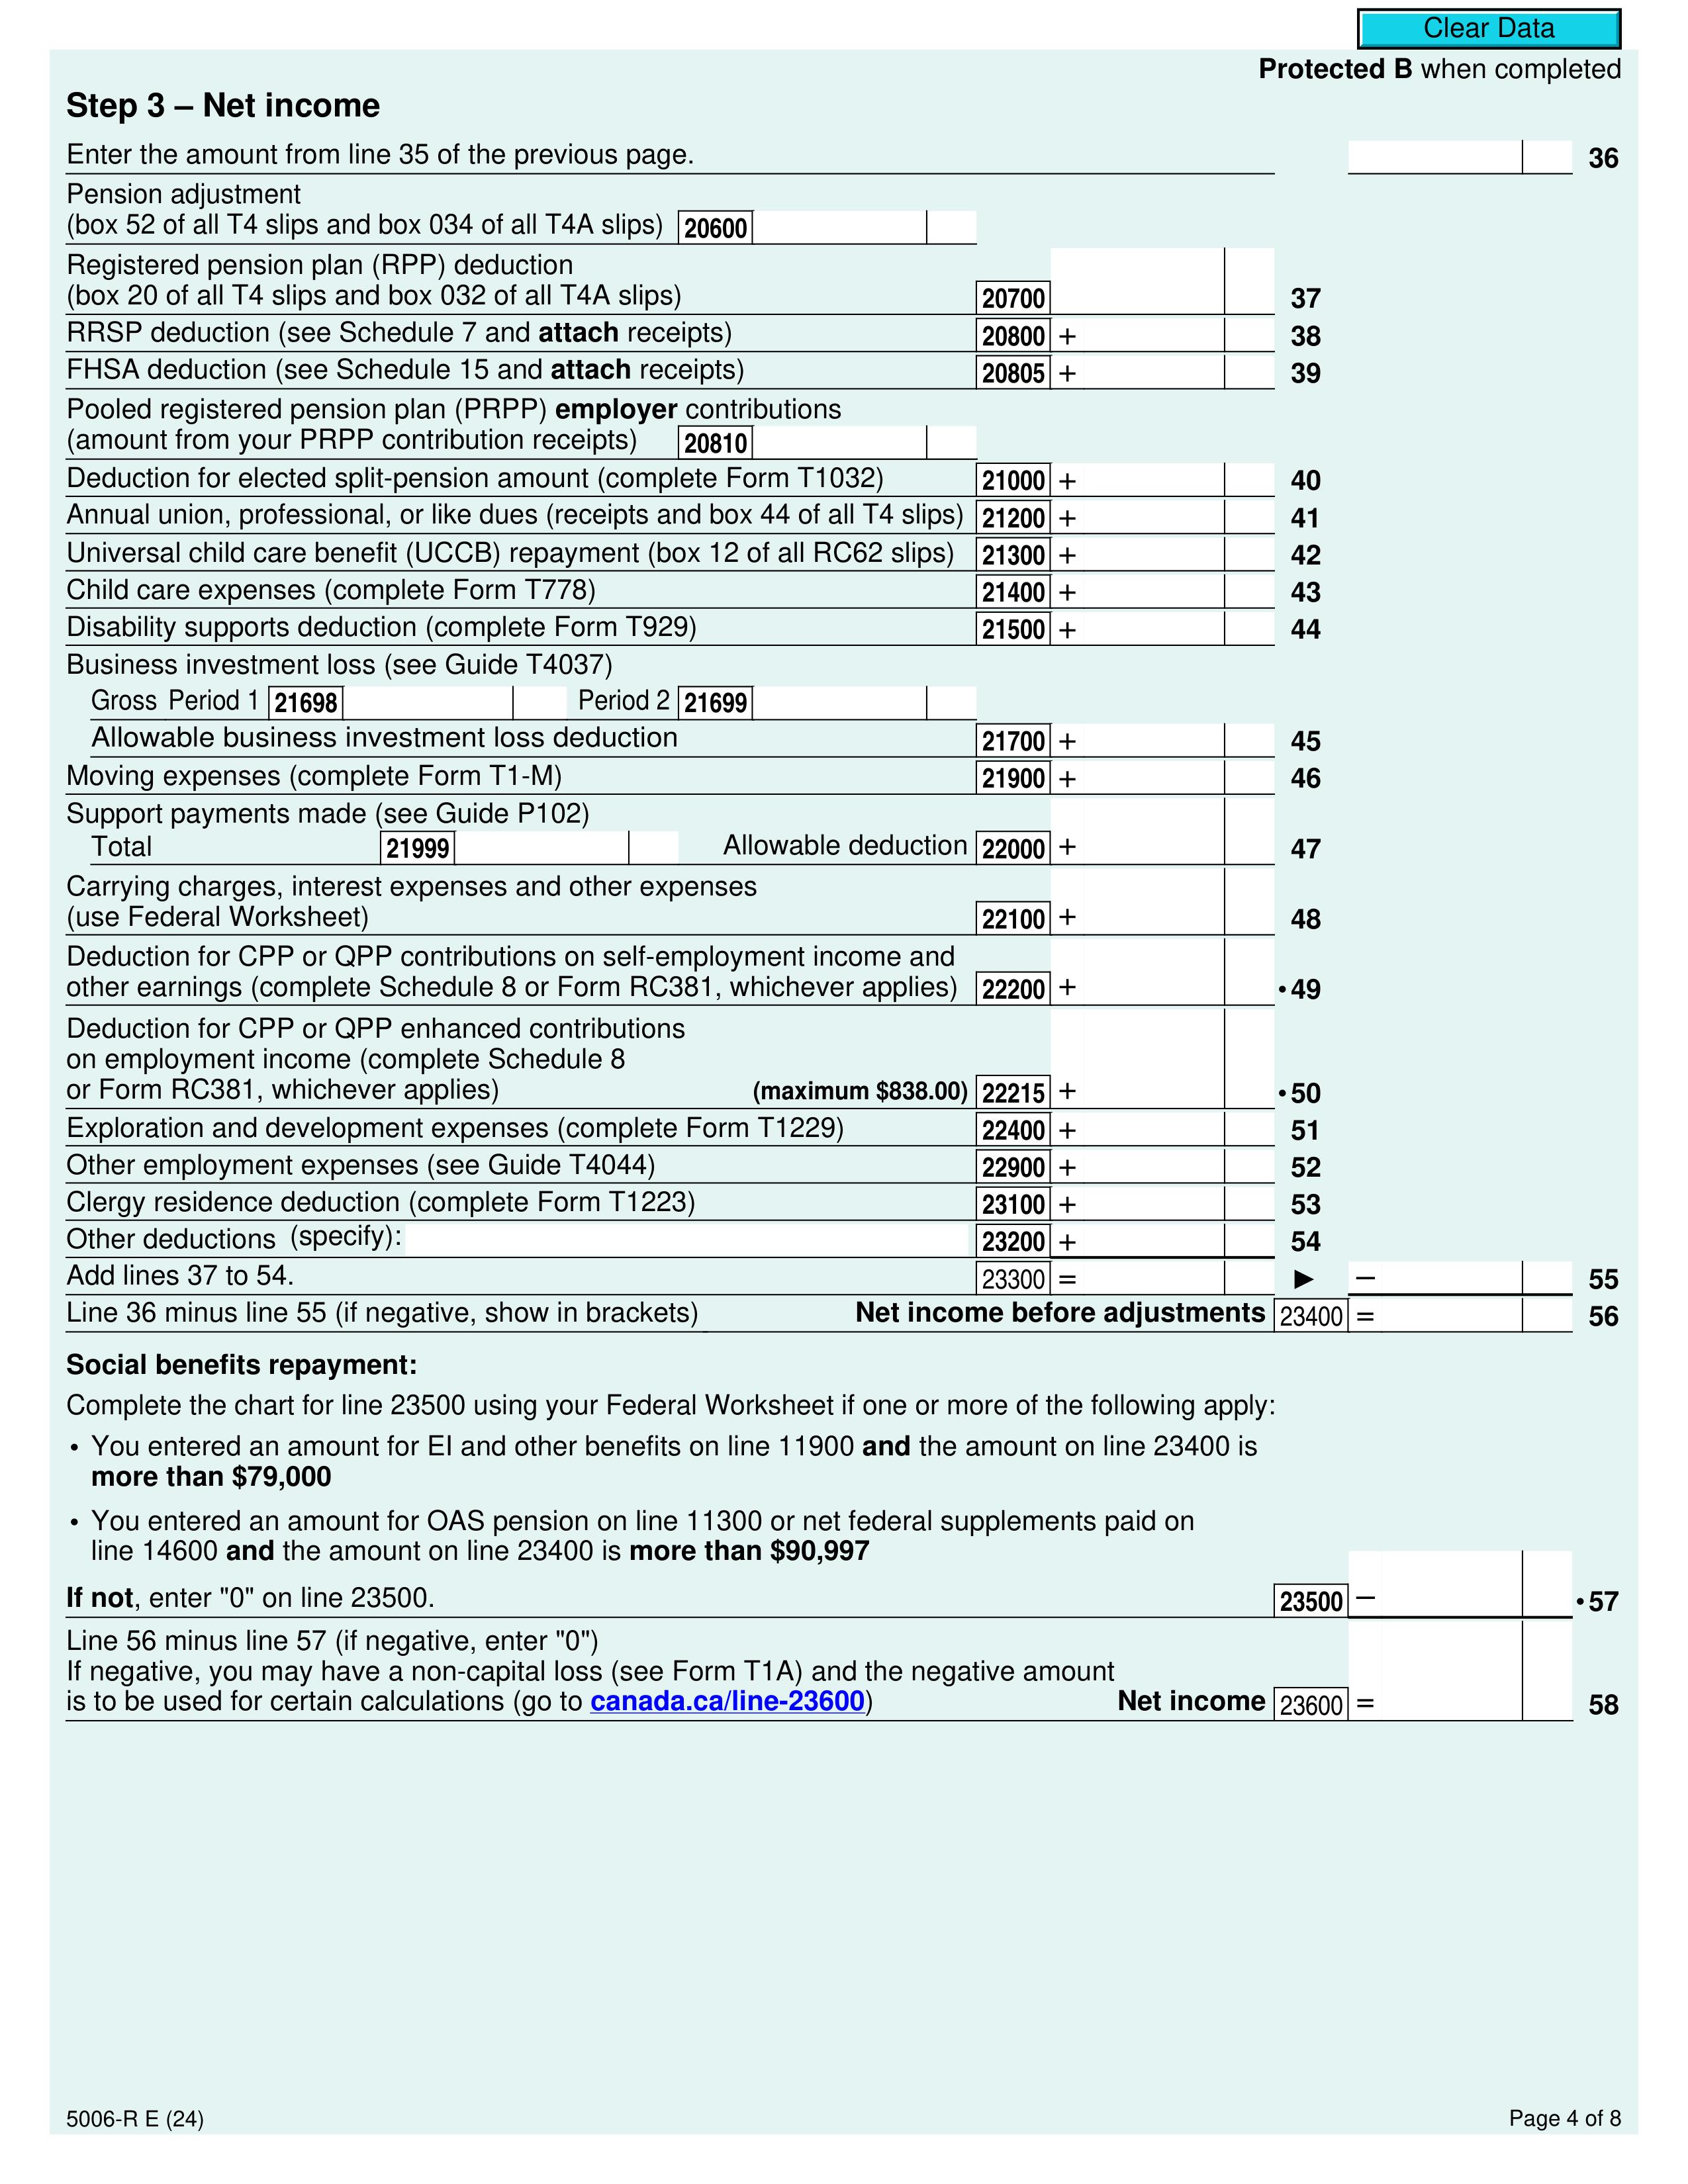 Clear Data
Protected B when completed
Step 3 – Net income
Enter the amount from line 35 of the previous page. 36
Pension adjustment
(box 52 of all T4 slips and box 034 of all T4A slips) 20600
Registered pension plan (RPP) deduction
(box 20 of all T4 slips and box 032 of all T4A slips) 20700 37
RRSP deduction (see Schedule 7 and attach receipts) 20800 + 38
FHSA deduction (see Schedule 15 and attach receipts) 20805 + 39
Pooled registered pension plan (PRPP) employer contributions
(amount from your PRPP contribution receipts) 20810
Deduction for elected split-pension amount (complete Form T1032) 21000 + 40
Annual union, professional, or like dues (receipts and box 44 of all T4 slips) 21200 + 41
Universal child care benefit (UCCB) repayment (box 12 of all RC62 slips) 21300 + 42
Child care expenses (complete Form T778) 21400 + 43
Disability supports deduction (complete Form T929) 21500 + 44
Business investment loss (see Guide T4037)
Gross Period 1 21698 Period 2 21699
Allowable business investment loss deduction 21700 + 45
Moving expenses (complete Form T1-M) 21900 + 46
Support payments made (see Guide P102)
Total 21999 Allowable deduction 22000 + 47
Carrying charges, interest expenses and other expenses
(use Federal Worksheet) 22100 + 48
Deduction for CPP or QPP contributions on self-employment income and
other earnings (complete Schedule 8 or Form RC381, whichever applies) 22200 + •49
Deduction for CPP or QPP enhanced contributions
on employment income (complete Schedule 8
or Form RC381, whichever applies) (maximum $838.00) 22215 + •50
Exploration and development expenses (complete Form T1229) 22400 + 51
Other employment expenses (see Guide T4044) 22900 + 52
Clergy residence deduction (complete Form T1223) 23100 + 53
Other deductions (specify): 23200 + 54
Add lines 37 to 54. 23300 = ► – 55
Line 36 minus line 55 (if negative, show in brackets) Net income before adjustments 23400 = 56
Social benefits repayment:
Complete the chart for line 23500 using your Federal Worksheet if one or more of the following apply:
• You entered an amount for EI and other benefits on line 11900 and the amount on line 23400 is
more than $79,000
• You entered an amount for OAS pension on line 11300 or net federal supplements paid on
line 14600 and the amount on line 23400 is more than $90,997
If not, enter "0" on line 23500. 23500 – •57
Line 56 minus line 57 (if negative, enter "0")
If negative, you may have a non-capital loss (see Form T1A) and the negative amount
is to be used for certain calculations (go to canada.ca/line-23600) Net income 23600 = 58
5006-R E (24) Page 4 of 8